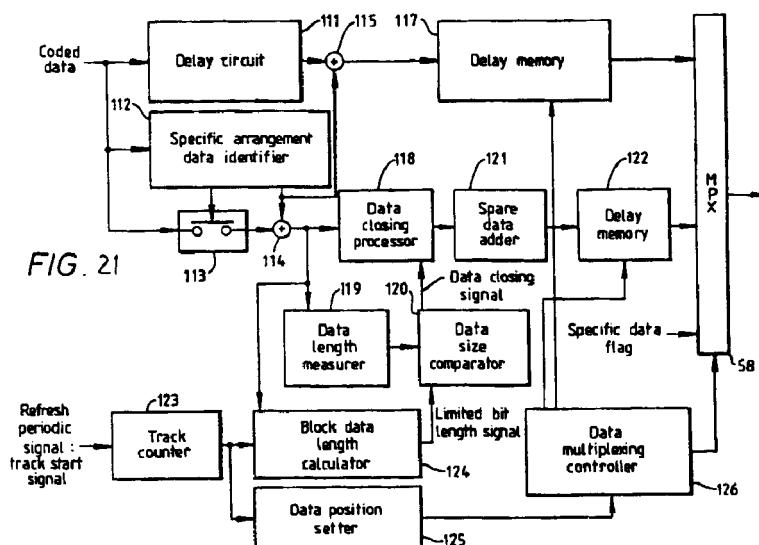 111
115
117
Coded data
Delay circuit
Delay memory
112
Specific arrangement
data identifier
118
121
122
Data
closing
processor
Spare data
adder
Delay
memory
MPX
FIG. 21
113
114
Data closing
signal
119
120
Data
length
measurer
Data
size
comparator
Specific data
flag
58
Refresh
periodic
signal :
track start
signal
123
Track
counter
Limited bit
length signal
Block data
length
calculator
124
Data
multiplexing
controller
126
Data position
setter
125